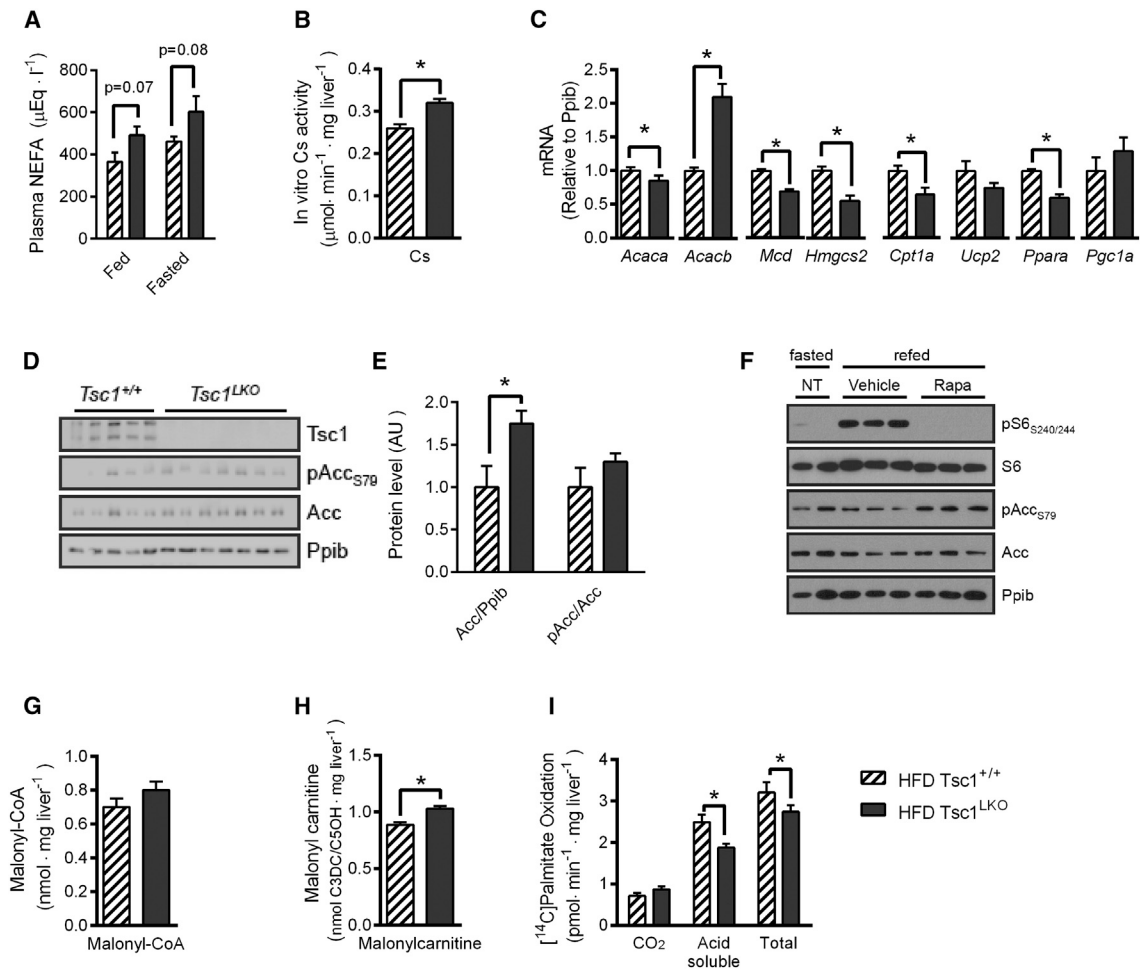 A
Plasma NEFA (µEq · l⁻¹)
800
600
400
200
0
p=0.07
p=0.08
Fed
Fasted
B
In vitro Cs activity
(µmol· min⁻¹ · mg liver⁻¹)
0.4
0.3
0.2
0.1
0.0
*
Cs
C
mRNA
(Relative to Ppib)
2.5
2.0
1.5
1.0
0.5
0.0
* * * * * *
Acaca Acacb Mcd Hmgcs2 Cpt1a Ucp2 Ppara Pgc1a
D
Tsc1⁺/⁺ Tsc1ᴸᴷᴼ
Tsc1
pAccS79
Acc
Ppib
E
Protein level (AU )
2.0
1.5
1.0
0.5
0.0
*
Acc/Ppib
pAcc/Acc
F
fasted refed
NT Vehicle Rapa
pS6S240/244
S6
pAccS79
Acc
Ppib
G
Malonyl-CoA
(nmol · mg liver⁻¹ )
1.0
0.8
0.6
0.4
0.2
0.0
Malonyl-CoA
H
Malonyl carnitine
(nmol C3DC/C5OH · mg liver⁻¹ )
1.5
1.0
0.5
0.0
*
Malonylcarnitine
I
[¹⁴C]Palmitate Oxidation
(pmol· min⁻¹ · mg liver⁻¹ )
4
3
2
1
0
* *
CO₂ Acid Total
soluble
HFD Tsc1⁺/⁺
HFD Tsc1ᴸᴷᴼ